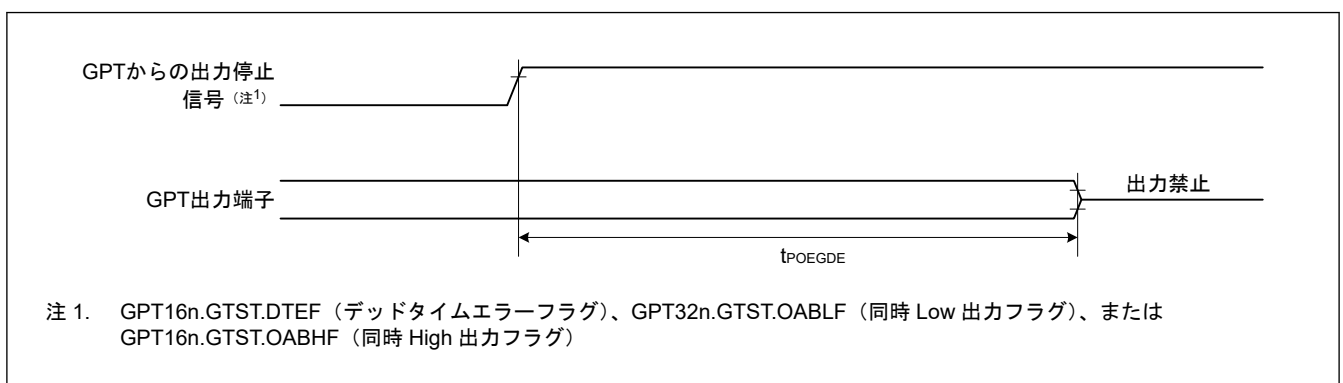 GPTからの出力停止
信号（注1）
GPT出力端子
出力禁止
tPOEGDE
注 1. GPT16n.GTST.DTEF（デッドタイムエラーフラグ）、GPT32n.GTST.OABLF（同時 Low 出力フラグ）、または
GPT16n.GTST.OABHF（同時 High 出力フラグ）